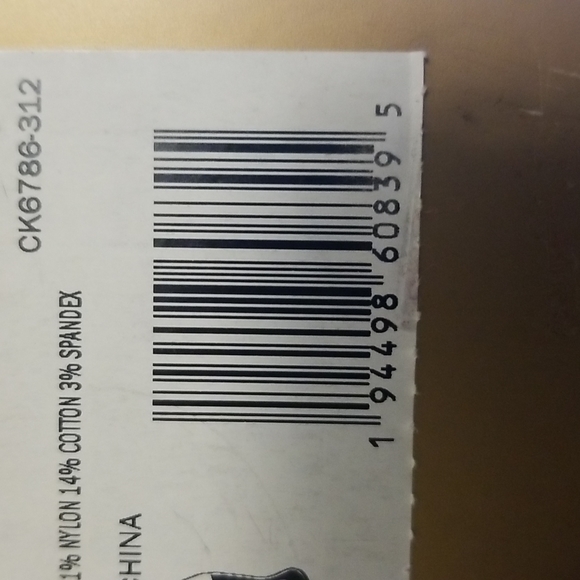 CK6786-312
1% NYLON 14% COTTON 3% SPANDEX
CHINA
1 94498 60839 5